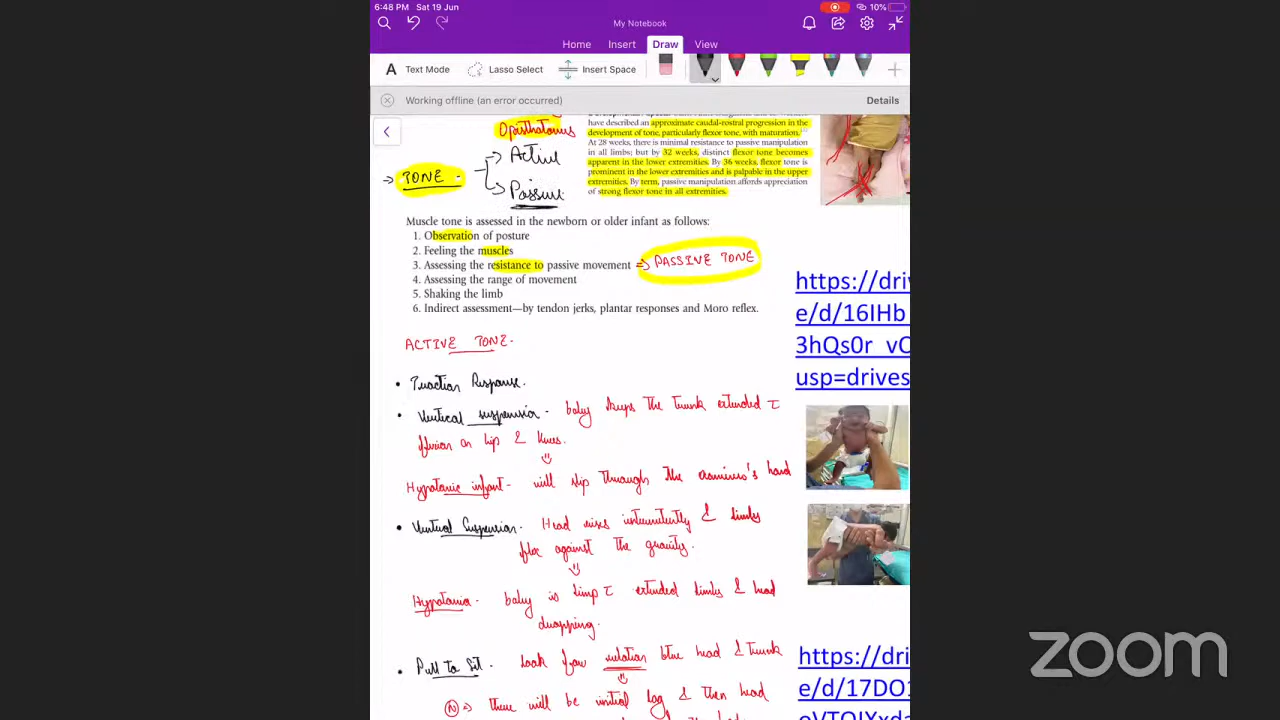 6:48 PM Sat 19 Jun
10%
My Notebook
Home Insert Draw View
A Text Mode Lasso Select Insert Space
Working offline (an error occurred) Details
Opisthotonus
→ TONE - → Active
→ Passive
have described an approximate caudal-rostral progression in the
development of tone, particularly flexor tone, with maturation.
At 28 weeks, there is minimal resistance to passive manipulation
in all limbs; but by 32 weeks, distinct flexor tone becomes
apparent in the lower extremities. By 36 weeks, flexor tone is
prominent in the lower extremities and is palpable in the upper
extremities. By term, passive manipulation affords appreciation
of strong flexor tone in all extremities.
Muscle tone is assessed in the newborn or older infant as follows:
1. Observation of posture
2. Feeling the muscles
3. Assessing the resistance to passive movement ⇒ PASSIVE TONE
4. Assessing the range of movement
5. Shaking the limb
6. Indirect assessment—by tendon jerks, plantar responses and Moro reflex.
https://driv
e/d/16IHb
3hQs0r_vC
usp=drives
ACTIVE TONE.
• Traction Response.
• Vertical suspension - baby keeps the trunk extended c
flexion on hip & knees.
Hypotonic infant - will slip through the examiner's hand
• Ventral Suspension. Head rises intermittently & limbs
flex against the gravity.
Hypotonia - baby is limp c extended limbs & head
drooping.
• Pull to Sit. Look for relation btw head & trunk
(N) ⇒ there will be initial lag & then head
https://dri
e/d/17DO1
zoom